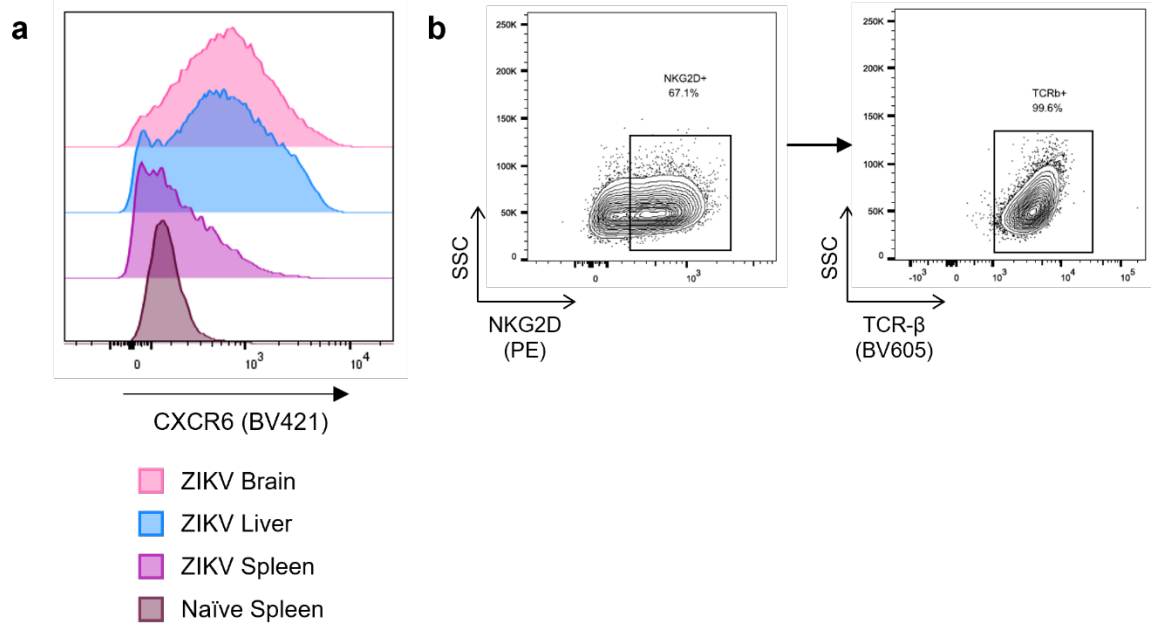 a
0
10³
10⁴
CXCR6 (BV421)
ZIKV Brain
ZIKV Liver
ZIKV Spleen
Naïve Spleen
b
250K
200K
150K
100K
50K
0
NKG2D+
67.1%
0
10³
SSC
NKG2D
(PE)
250K
200K
150K
100K
50K
0
TCRb+
99.6%
-10³
0
10³
10⁴
10⁵
SSC
TCR-β
(BV605)